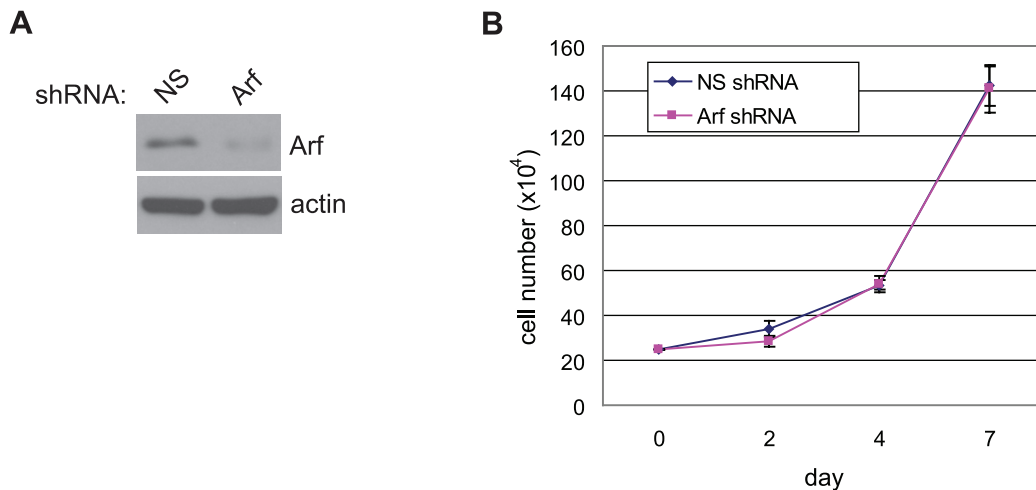 A
shRNA:
NS
Arf
Arf
actin
B
160
140
120
100
80
60
40
20
0
cell number (x10⁴)
NS shRNA
Arf shRNA
0 2 4 7
day